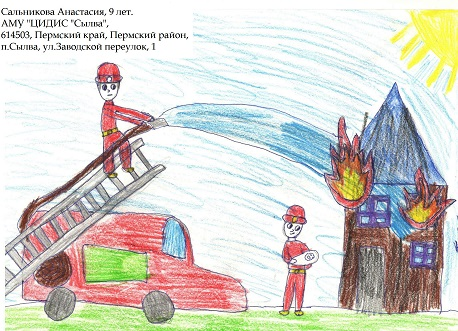 Сальникова Анастасия, 9 лет.
АМУ "ЦИДИС "Сылва",
614503, Пермский край, Пермский район,
п.Сылва, ул.Заводской переулок, 1